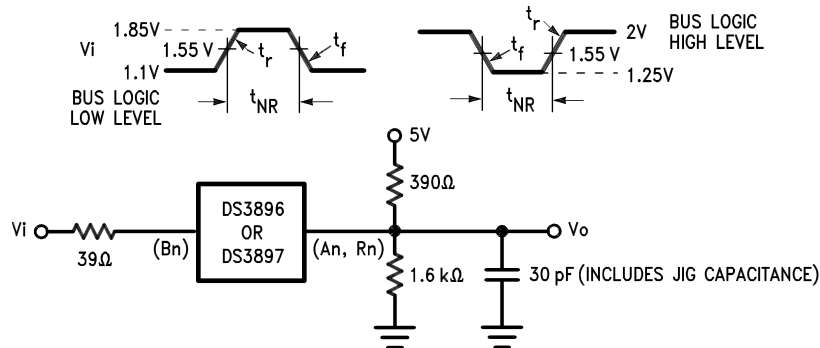 1.85V
Vi
1.55 V
tr
tf
1.1V
BUS LOGIC
LOW LEVEL
tNR
tr
2V
BUS LOGIC
HIGH LEVEL
tf
1.55 V
1.25V
tNR
5V
390Ω
Vi
39Ω
(Bn)
DS3896
OR
DS3897
(An, Rn)
Vo
1.6 kΩ
30 pF (INCLUDES JIG CAPACITANCE)